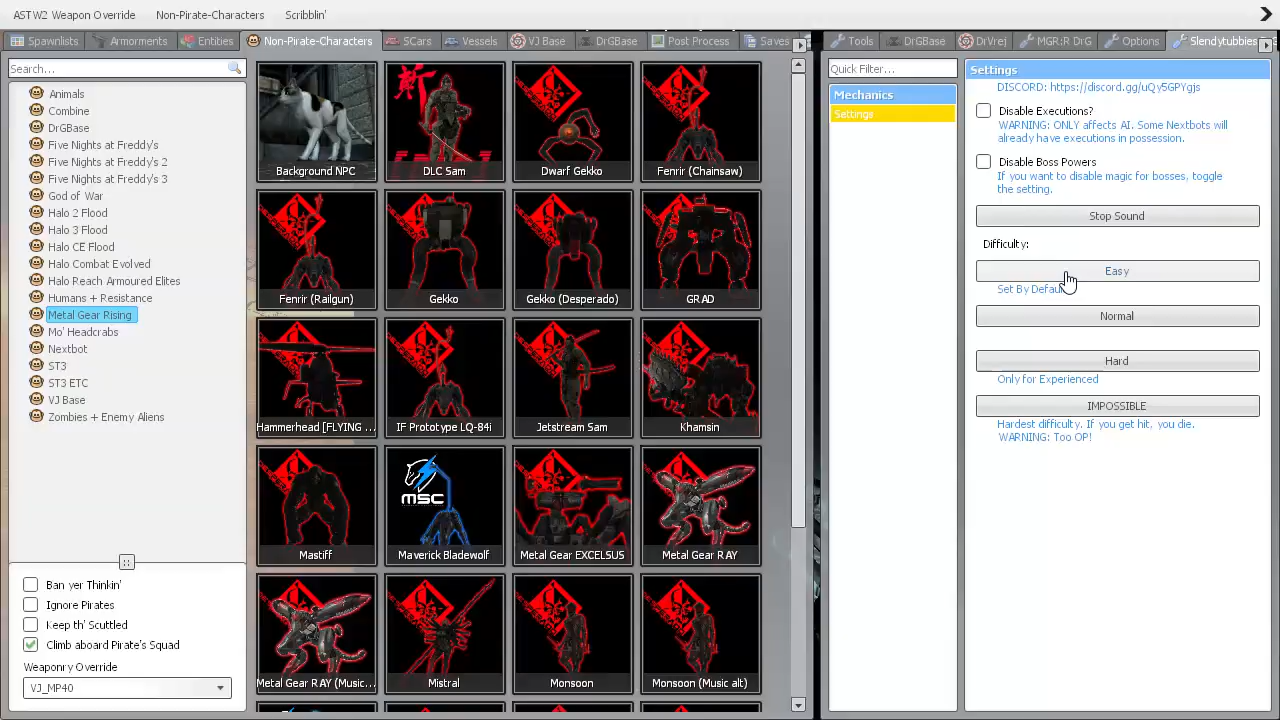 ASTW2 Weapon Override Non-Pirate-Characters Scribblin'
Spawnlists Armorments Entities Non-Pirate-Characters SCars Vessels VJ Base DrGBase Post Process Saves
Tools DrGBase DrVrej MGR:R DrG Options Slendytubbies
Search...
Animals
Combine
DrGBase
Five Nights at Freddy's
Five Nights at Freddy's 2
Five Nights at Freddy's 3
God of War
Halo 2 Flood
Halo 3 Flood
Halo CE Flood
Halo Combat Evolved
Halo Reach Armoured Elites
Humans + Resistance
Metal Gear Rising
Mo' Headcrabs
Nextbot
ST3
ST3 ETC
VJ Base
Zombies + Enemy Aliens
Ban yer Thinkin'
Ignore Pirates
Keep th' Scuttled
Climb aboard Pirate's Squad
Weaponry Override
VJ_MP40
Background NPC
DLC Sam
Dwarf Gekko
Fenrir (Chainsaw)
Fenrir (Railgun)
Gekko
Gekko (Desperado)
GRAD
Hammerhead [FLYING ...
IF Prototype LQ-84i
Jetstream Sam
Khamsin
Mastiff
MSC
Maverick Bladewolf
Metal Gear EXCELSUS
Metal Gear RAY
Metal Gear RAY (Music...
Mistral
Monsoon
Monsoon (Music alt)
Quick Filter...
Mechanics
Settings
Settings
DISCORD: https://discord.gg/uQy5GPYgjs
Disable Executions?
WARNING: ONLY affects AI. Some Nextbots will
already have executions in possession.
Disable Boss Powers
If you want to disable magic for bosses, toggle
the setting.
Stop Sound
Difficulty:
Easy
Set By Defau
Normal
Hard
Only for Experienced
IMPOSSIBLE
Hardest difficulty. If you get hit, you die.
WARNING: Too OP!